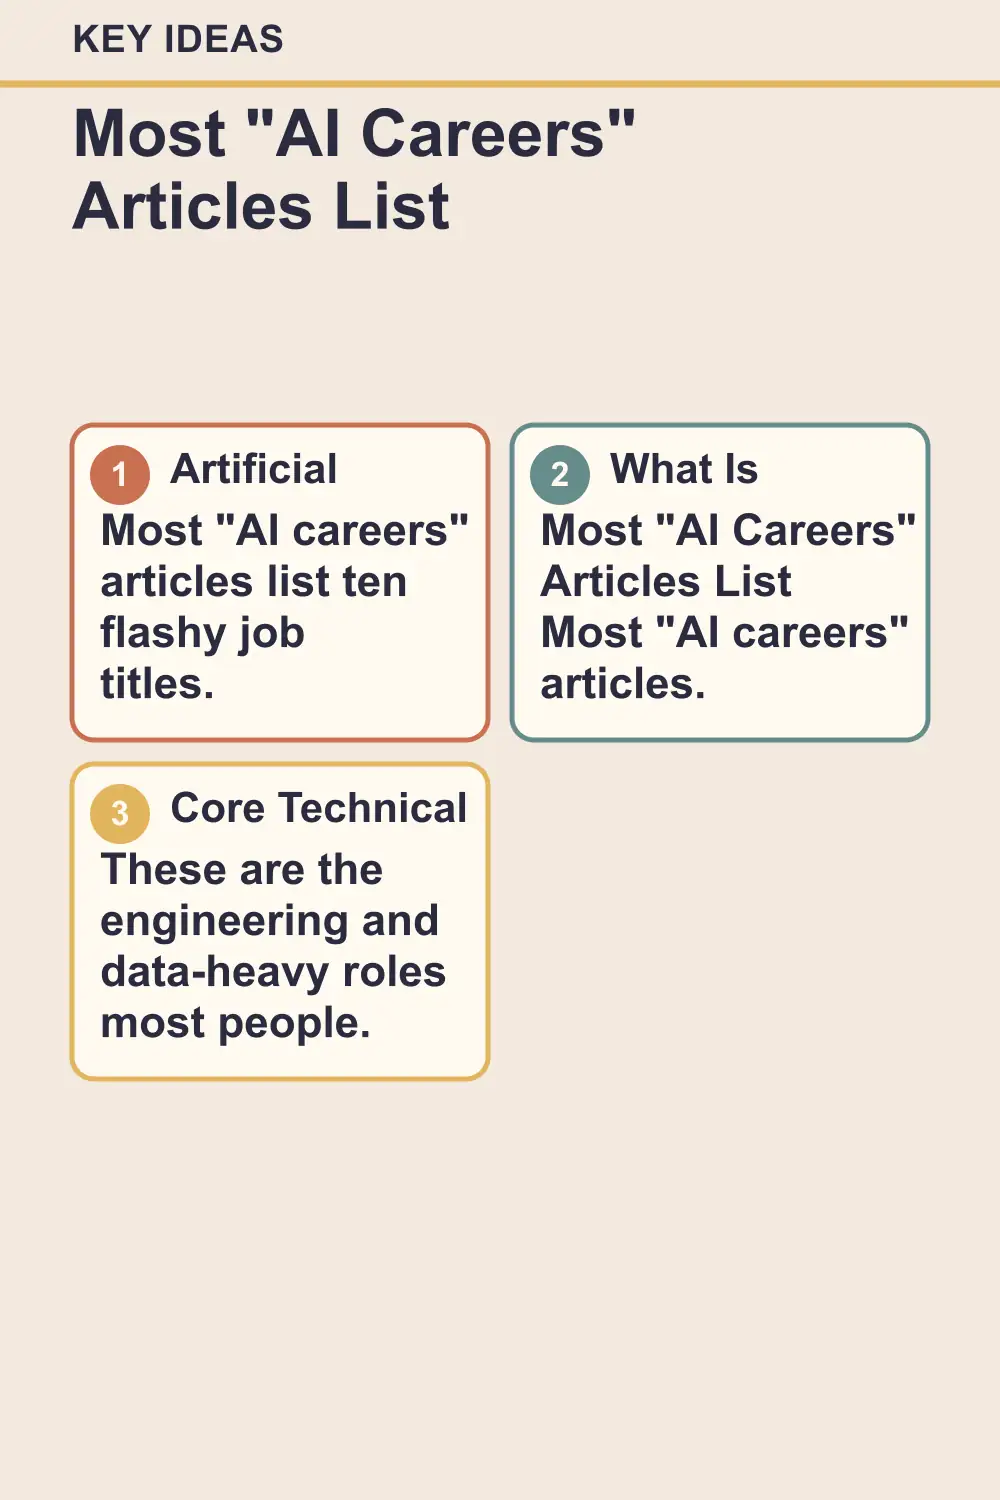 KEY IDEAS
Most "AI Careers"
Articles List
1 Artificial
Most "AI careers"
articles list ten
flashy job
titles.
2 What Is
Most "AI Careers"
Articles List
Most "AI careers"
articles.
3 Core Technical
These are the
engineering and
data-heavy roles
most people.